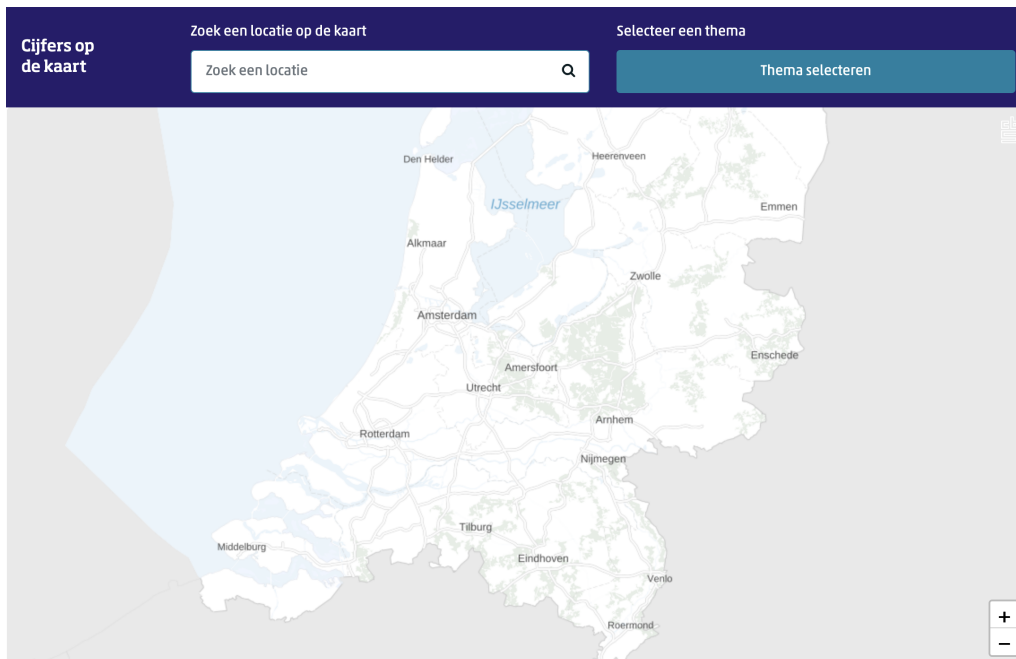 Cijfers op
de kaart
Zoek een locatie op de kaart
Zoek een locatie
Selecteer een thema
Thema selecteren
Den Helder
Heerenveen
IJsselmeer
Emmen
Alkmaar
Zwolle
Amsterdam
Enschede
Amersfoort
Utrecht
Arnhem
Rotterdam
Nijmegen
Tilburg
Middelburg
Eindhoven
Venlo
Roermond
+
−